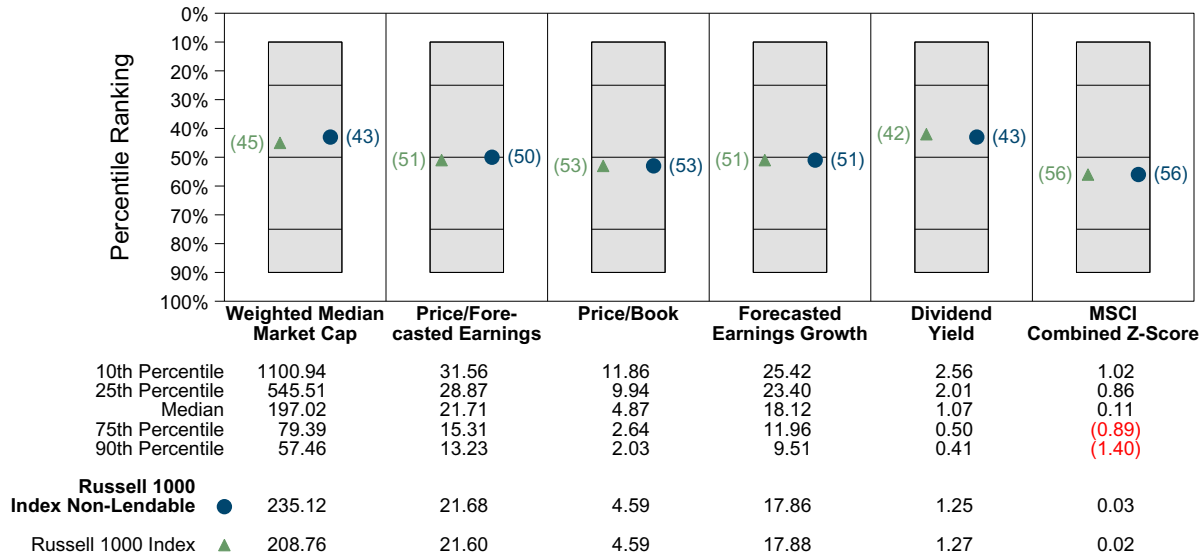 0%
10%
20%
30%
40%
50%
60%
70%
80%
90%
100%
Percentile Ranking
(45) (43)
(51) (50)
(53) (53)
(51) (51)
(42) (43)
(56) (56)
Weighted Median
Market Cap
Price/Fore-
casted Earnings
Price/Book
Forecasted
Earnings Growth
Dividend
Yield
MSCI
Combined Z-Score
10th Percentile 1100.94 31.56 11.86 25.42 2.56 1.02
25th Percentile 545.51 28.87 9.94 23.40 2.01 0.86
Median 197.02 21.71 4.87 18.12 1.07 0.11
75th Percentile 79.39 15.31 2.64 11.96 0.50 (0.89)
90th Percentile 57.46 13.23 2.03 9.51 0.41 (1.40)
Russell 1000
Index Non-Lendable 235.12 21.68 4.59 17.86 1.25 0.03
Russell 1000 Index 208.76 21.60 4.59 17.88 1.27 0.02